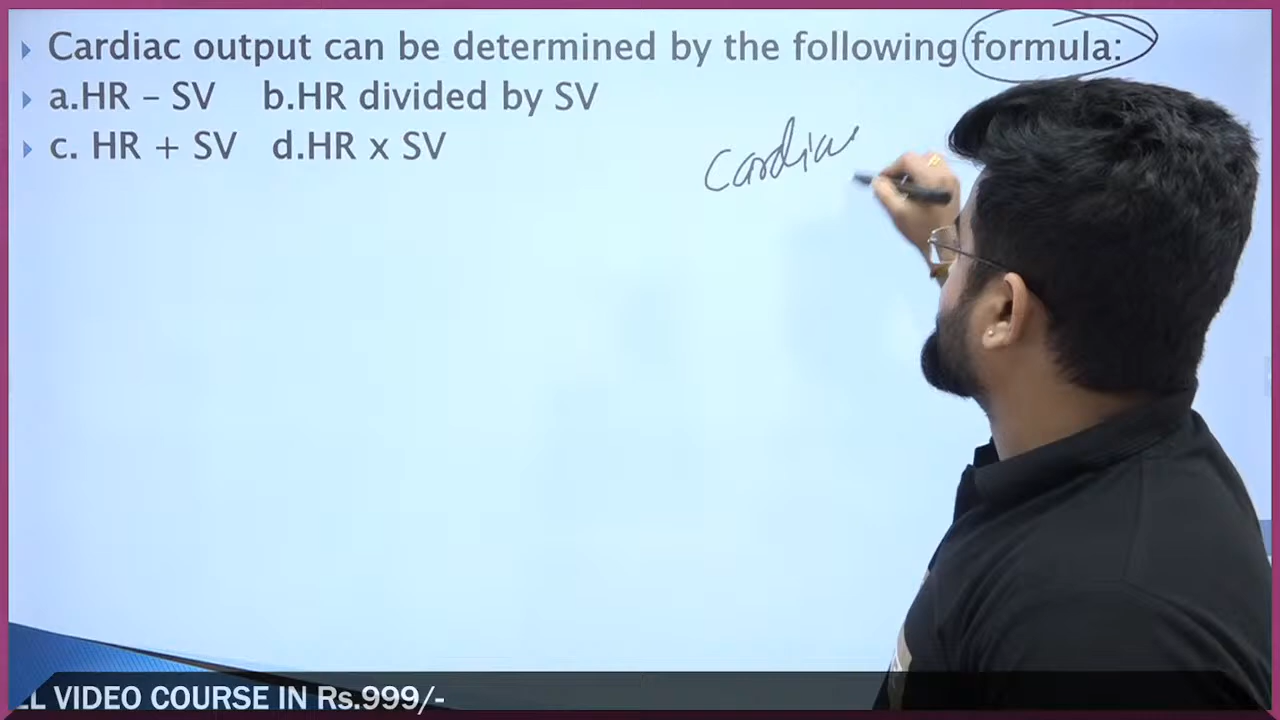 Cardiac output can be determined by the following formula:
a.HR – SV b.HR divided by SV
c. HR + SV d.HR x SV
Cardiac
VIDEO COURSE IN Rs.999/-